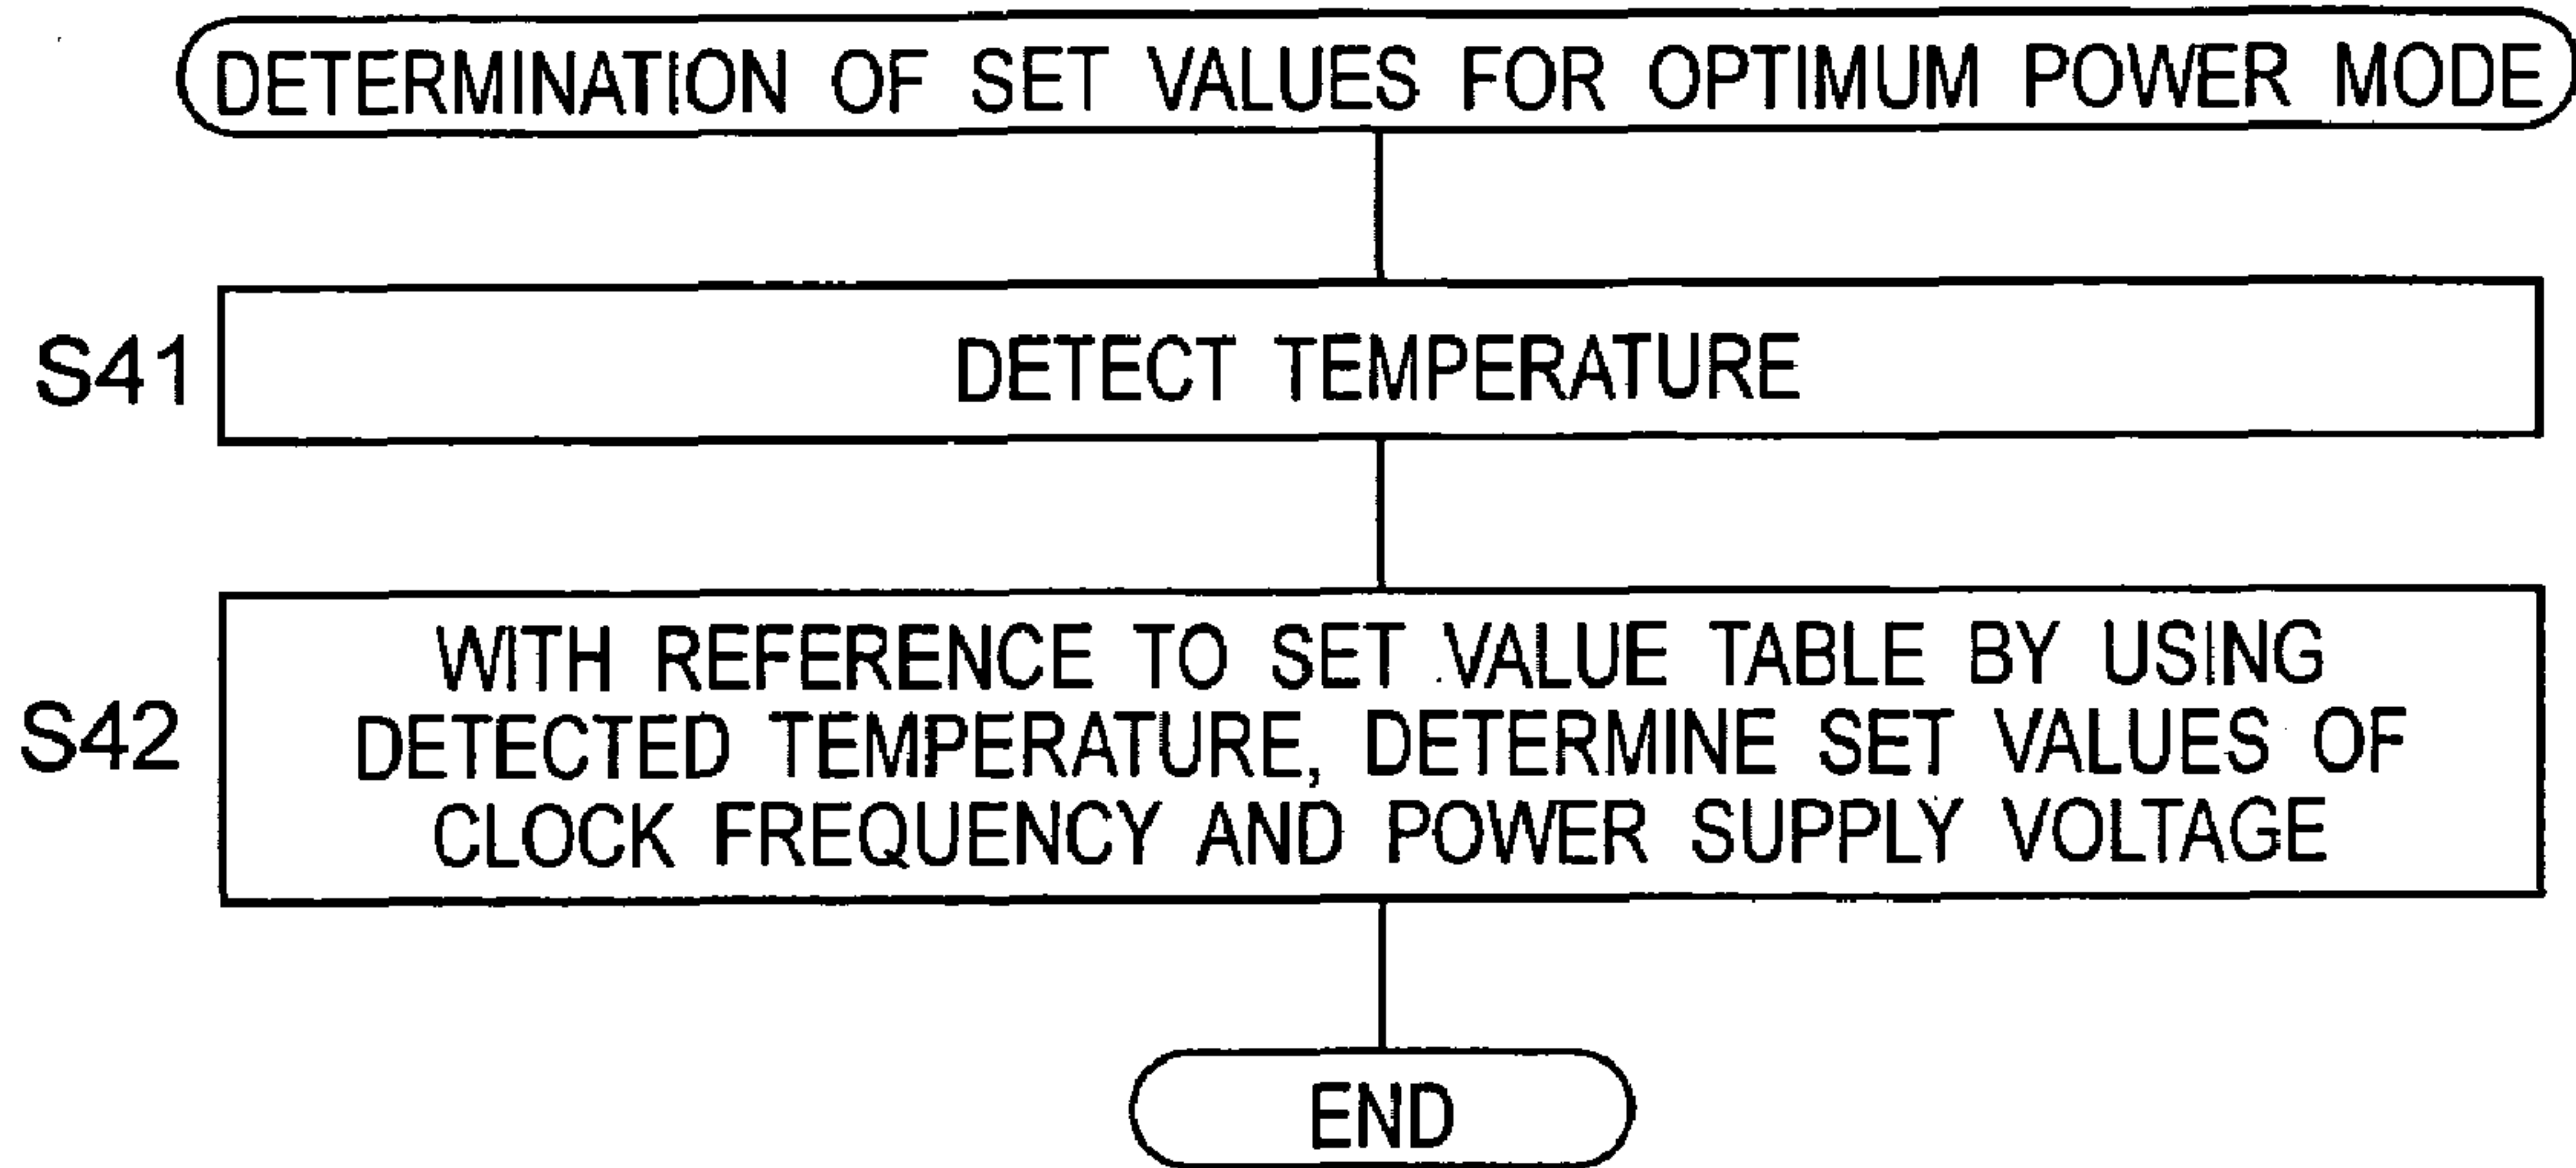 DETERMINATION OF SET VALUES FOR OPTIMUM POWER MODE
S41
DETECT TEMPERATURE
S42
WITH REFERENCE TO SET VALUE TABLE BY USING
DETECTED TEMPERATURE, DETERMINE SET VALUES OF
CLOCK FREQUENCY AND POWER SUPPLY VOLTAGE
END